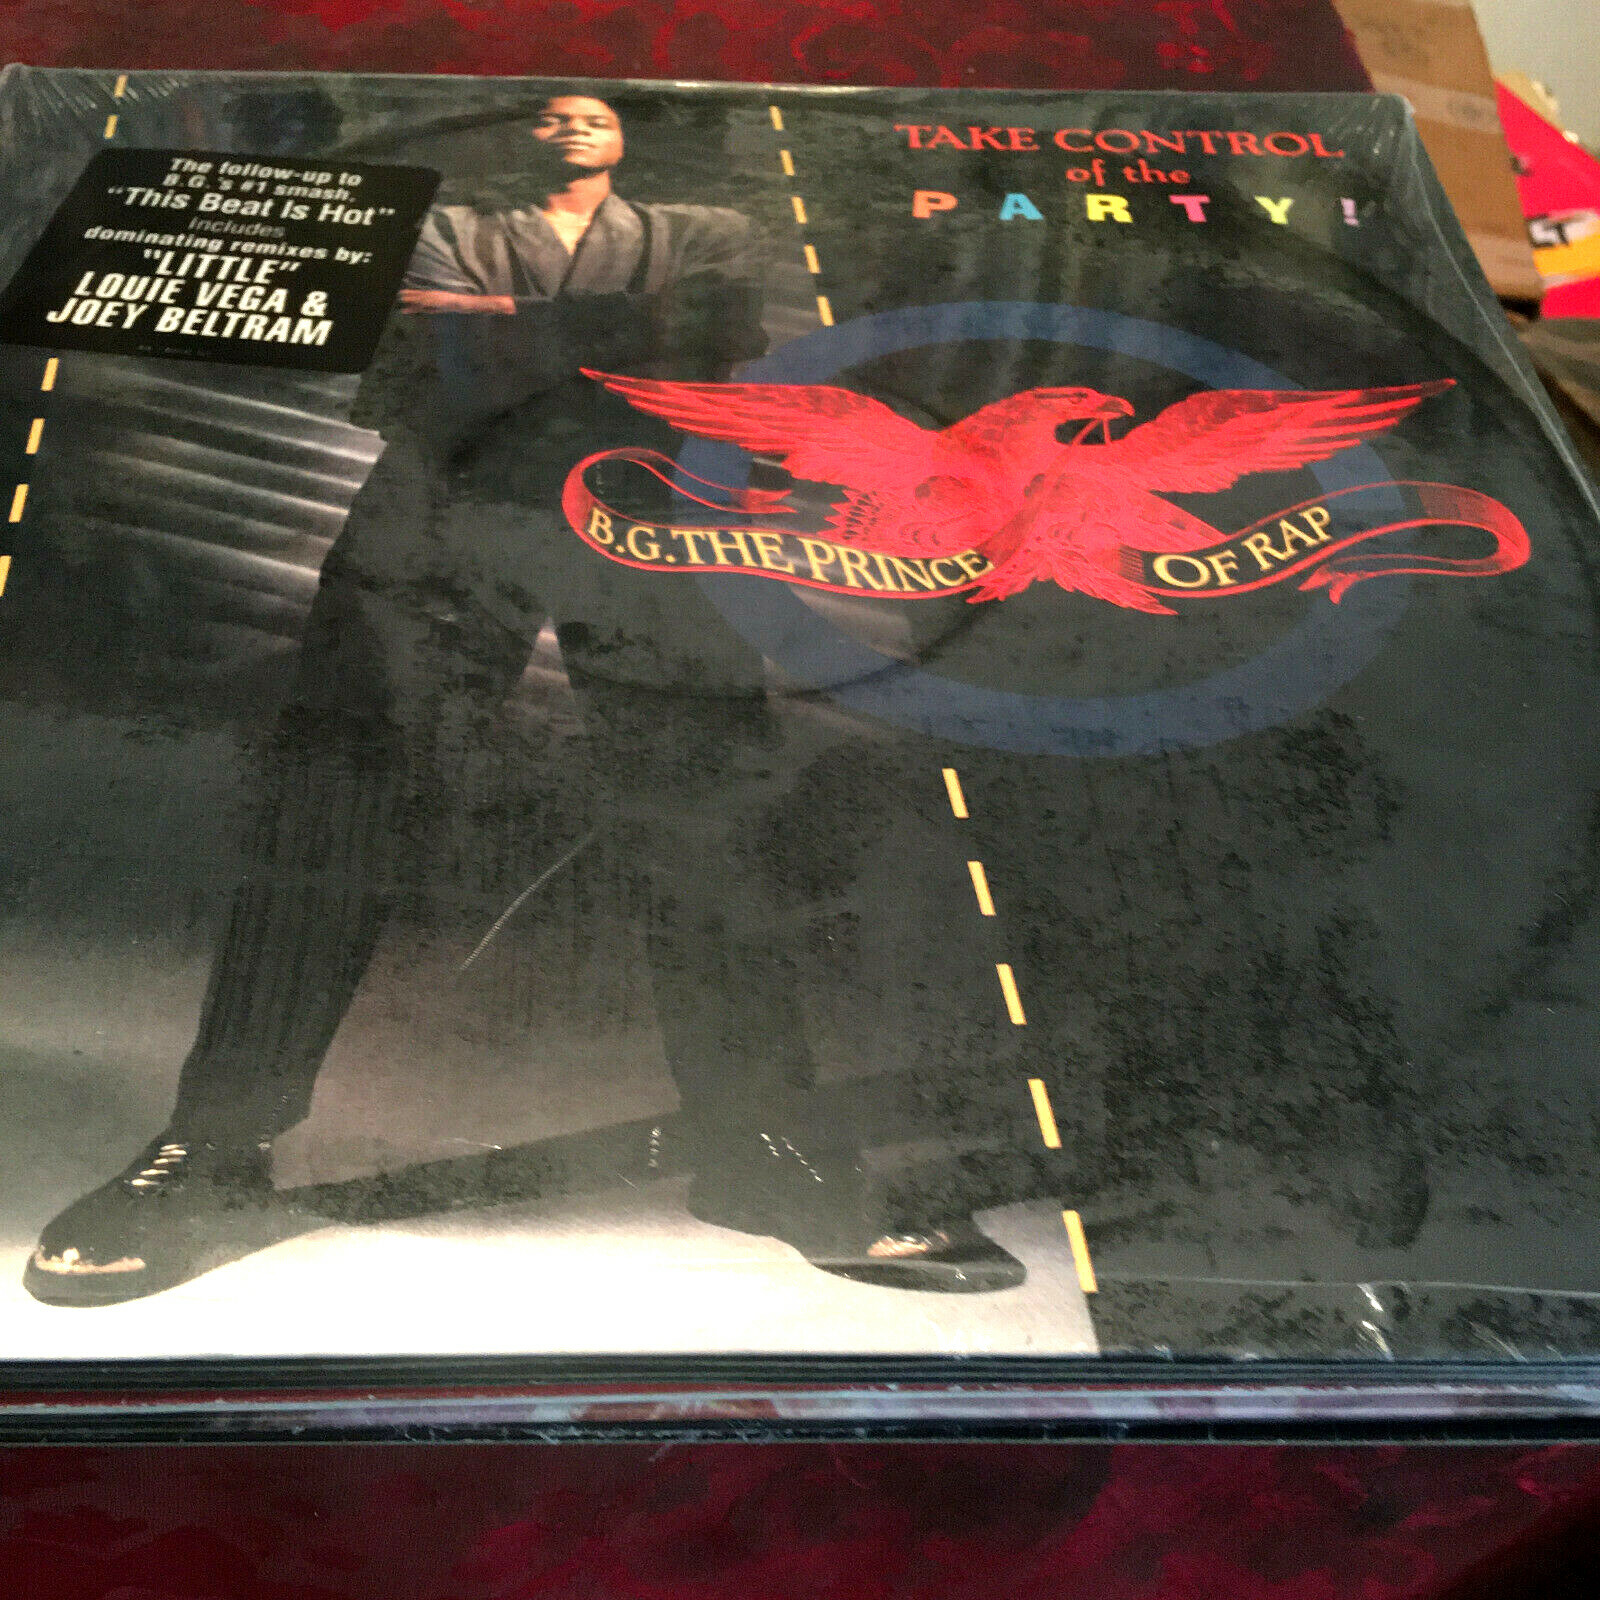 The follow-up to
B.G.'s #1 smash,
"This Beat Is Hot"
includes
dominating remixes by:
"LITTLE"
LOUIE VEGA &
JOEY BELTRAM
TAKE CONTROL
of the
PARTY!
B.G. THE PRINCE OF RAP